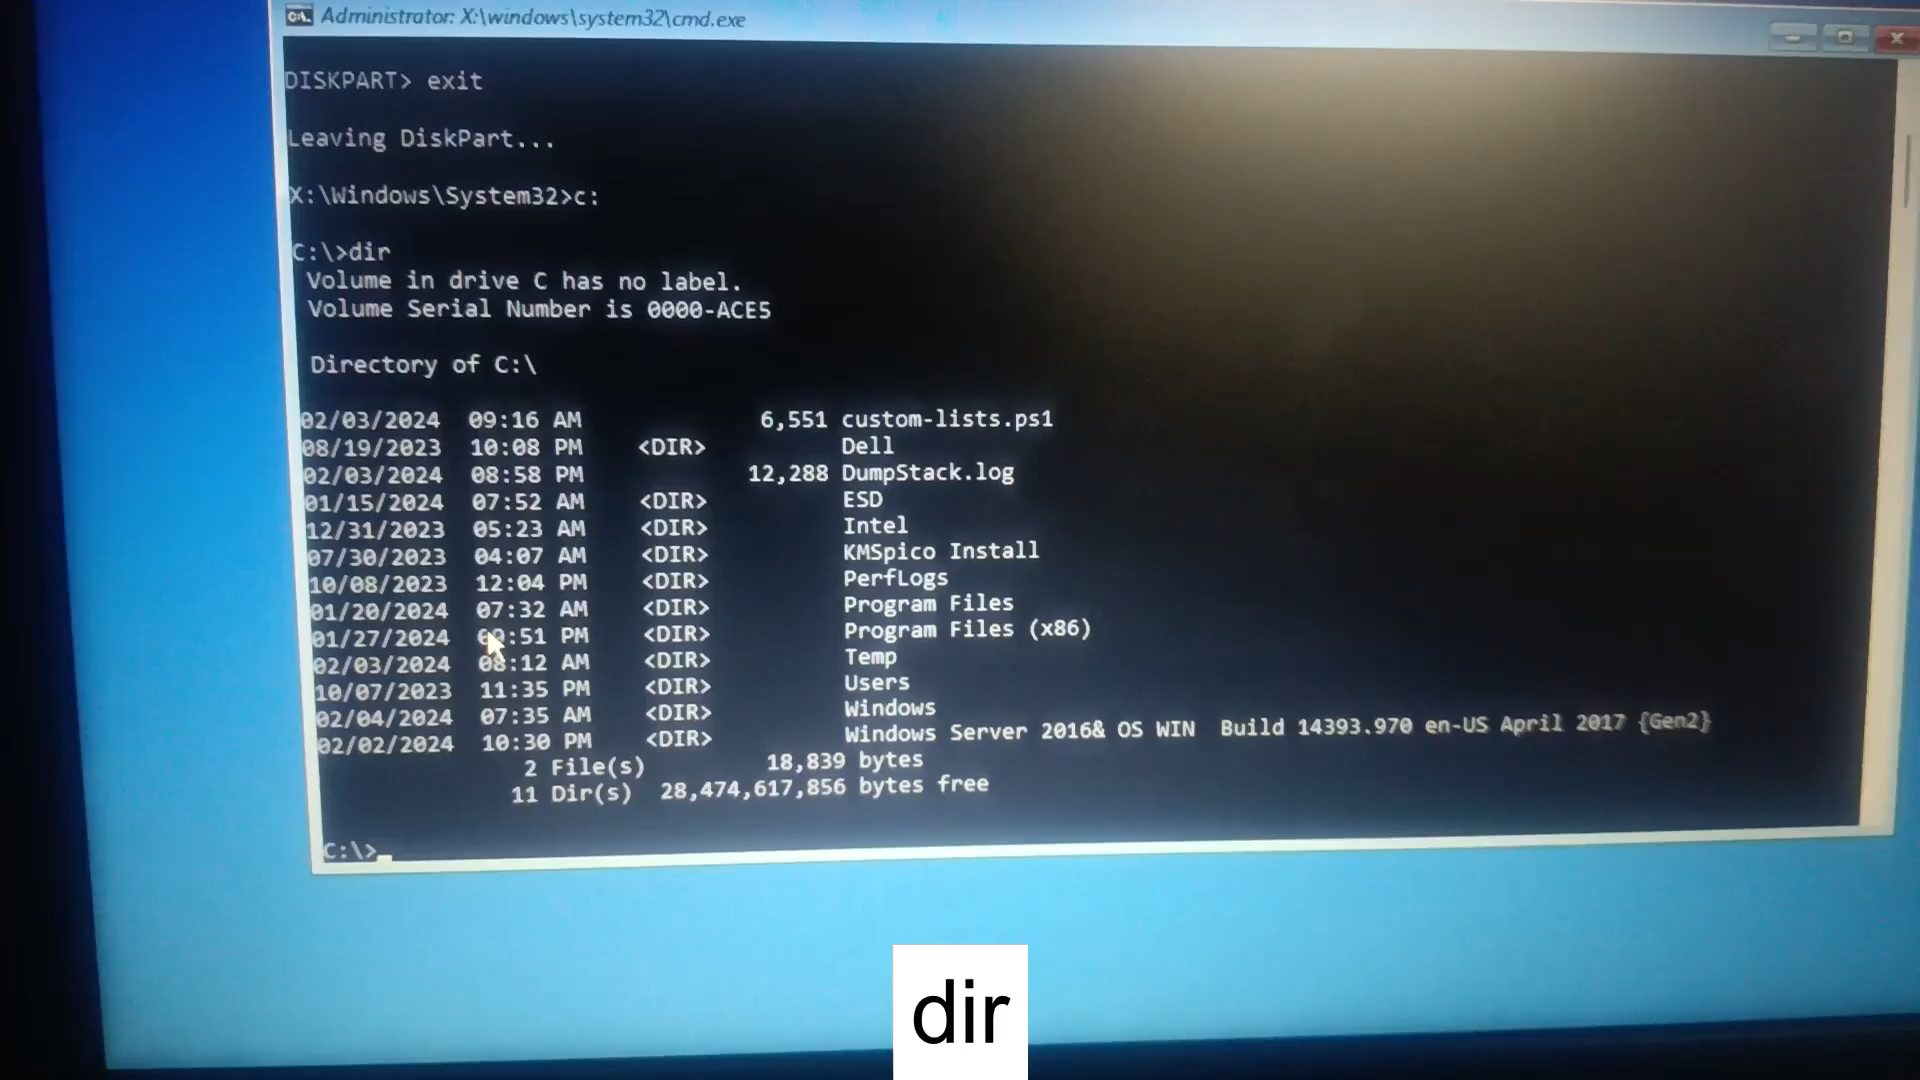 Administrator: X:\windows\system32\cmd.exe
DISKPART> exit
Leaving DiskPart...
X:\Windows\System32>c:
C:\>dir
Volume in drive C has no label.
Volume Serial Number is 0000-ACE5
Directory of C:\
02/03/2024 09:16 AM 6,551 custom-lists.ps1
08/19/2023 10:08 PM <DIR> Dell
02/03/2024 08:58 PM 12,288 DumpStack.log
01/15/2024 07:52 AM <DIR> ESD
12/31/2023 05:23 AM <DIR> Intel
07/30/2023 04:07 AM <DIR> KMSpico Install
10/08/2023 12:04 PM <DIR> PerfLogs
01/20/2024 07:32 AM <DIR> Program Files
01/27/2024 PM <DIR> Program Files (x86)
02/03/2024 08:12 AM <DIR> Temp
10/07/2023 11:35 PM <DIR> Users
02/04/2024 07:35 AM <DIR> Windows
02/02/2024 10:30 PM <DIR> Windows Server 2016& OS WIN Build 14393.970 en-US April 2017 {Gen2}
2 File(s) 18,839 bytes
11 Dir(s) 28,474,617,856 bytes free
C:\>
dir